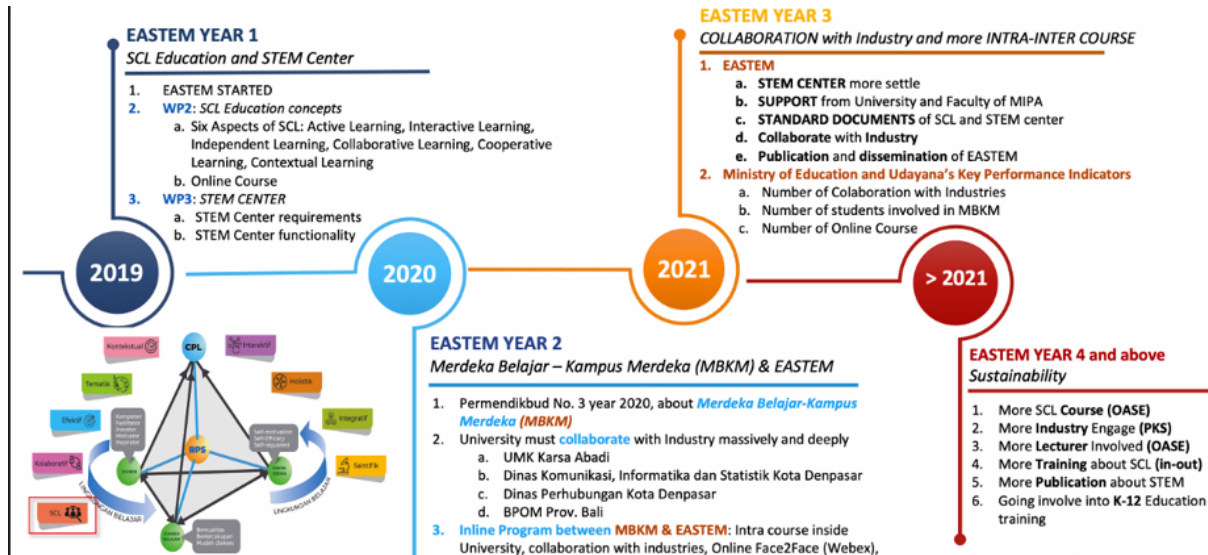 EASTEM YEAR 1
SCL Education and STEM Center
1. EASTEM STARTED
2. WP2: SCL Education concepts
a. Six Aspects of SCL: Active Learning, Interactive Learning,
Independent Learning, Collaborative Learning, Cooperative
Learning, Contextual Learning
b. Online Course
3. WP3: STEM CENTER
a. STEM Center requirements
b. STEM Center functionality
EASTEM YEAR 3
COLLABORATION with Industry and more INTRA-INTER COURSE
1. EASTEM
a. STEM CENTER more settle
b. SUPPORT from University and Faculty of MIPA
c. STANDARD DOCUMENTS of SCL and STEM center
d. Collaborate with Industry
e. Publication and dissemination of EASTEM
2. Ministry of Education and Udayana's Key Performance Indicators
a. Number of Colaboration with Industries
b. Number of students involved in MBKM
c. Number of Online Course
2019
2020
2021
> 2021
Kontekstual
CPL
Interaktif
Tematik
Holistik
Efektif
Integratif
Kolaboratif
Saintifik
SCL
RPS
LINGKUNGAN BELAJAR
LINGKUNGAN BELAJAR
EASTEM YEAR 2
Merdeka Belajar – Kampus Merdeka (MBKM) & EASTEM
1. Permendikbud No. 3 year 2020, about Merdeka Belajar-Kampus
Merdeka (MBKM)
2. University must collaborate with Industry massively and deeply
a. UMK Karsa Abadi
b. Dinas Komunikasi, Informatika dan Statistik Kota Denpasar
c. Dinas Perhubungan Kota Denpasar
d. BPOM Prov. Bali
3. Inline Program between MBKM & EASTEM: Intra course inside
University, collaboration with industries, Online Face2Face (Webex),
EASTEM YEAR 4 and above
Sustainability
1. More SCL Course (OASE)
2. More Industry Engage (PKS)
3. More Lecturer Involved (OASE)
4. More Training about SCL (in-out)
5. More Publication about STEM
6. Going involve into K-12 Education
training